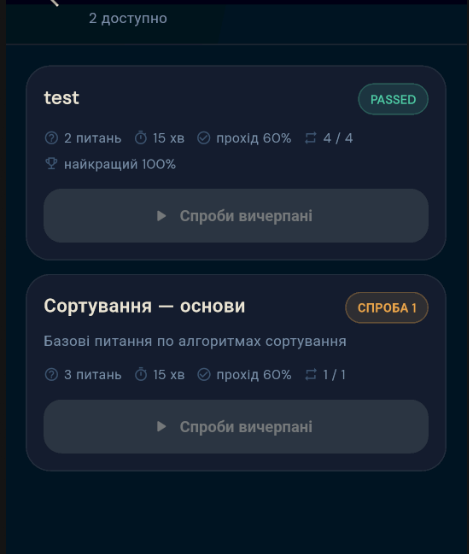 2 доступно
test
PASSED
2 питань 15 хв прохід 60% 4 / 4
найкращий 100%
Спроби вичерпані
Сортування — основи
СПРОБА 1
Базові питання по алгоритмах сортування
3 питань 15 хв прохід 60% 1 / 1
Спроби вичерпані